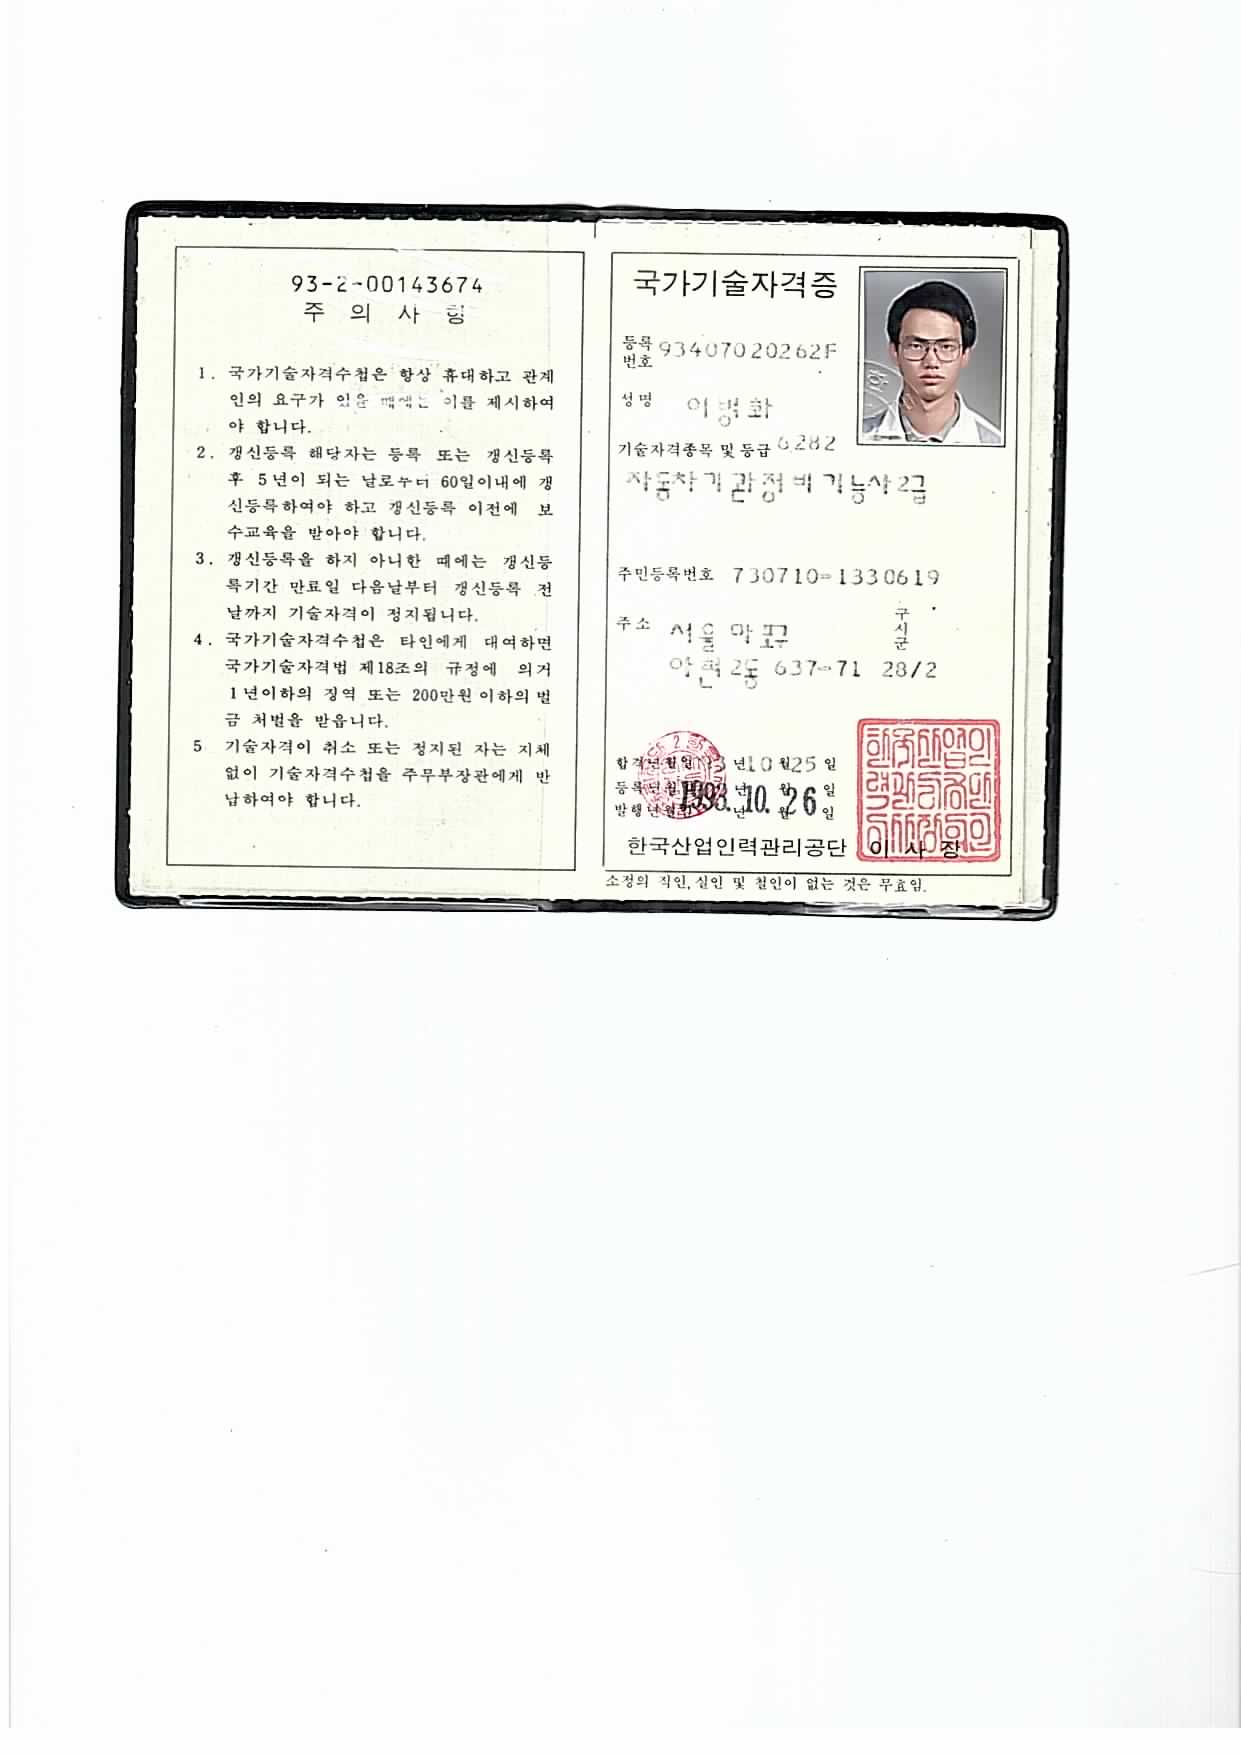 93-2-00143674
주 의 사 항
1. 국가기술자격수첩은 항상 휴대하고 관계
인의 요구가 있을 때에는 이를 제시하여
야 합니다.
2. 갱신등록 해당자는 등록 또는 갱신등록
후 5년이 되는 날로부터 60일이내에 갱
신등록하여야 하고 갱신등록 이전에 보
수교육을 받아야 합니다.
3. 갱신등록을 하지 아니한 때에는 갱신등
록기간 만료일 다음날부터 갱신등록 전
날까지 기술자격이 정지됩니다.
4. 국가기술자격수첩은 타인에게 대여하면
국가기술자격법 제18조의 규정에 의거
1년이하의 징역 또는 200만원 이하의 벌
금 처벌을 받읍니다.
5 기술자격이 취소 또는 정지된 자는 지체
없이 기술자격수첩을 주무부장관에게 반
납하여야 합니다.
국가기술자격증
등록
번호 93407020262F
성명 이병화
기술자격종목 및 등급 6282
자동차기관정비기능사2급
주민등록번호 730710-1330619
주소 서울 마포구
구
시
군
아현2동 637-71 28/2
합격년월일 93년10월25일
등록년월일 년 월 일
1993. 10. 26
발행년월일 년 월 일
한국산업인력관리공단 이 사 장
소정의 직인, 실인 및 철인이 없는 것은 무효임.